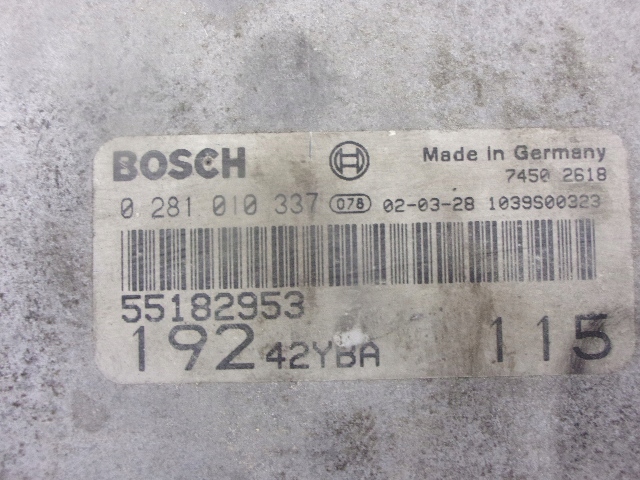 BOSCH Made in Germany
7450 2618
0 281 010 337 078 02-03-28 1039S00323
55182953
192 42YBA 115